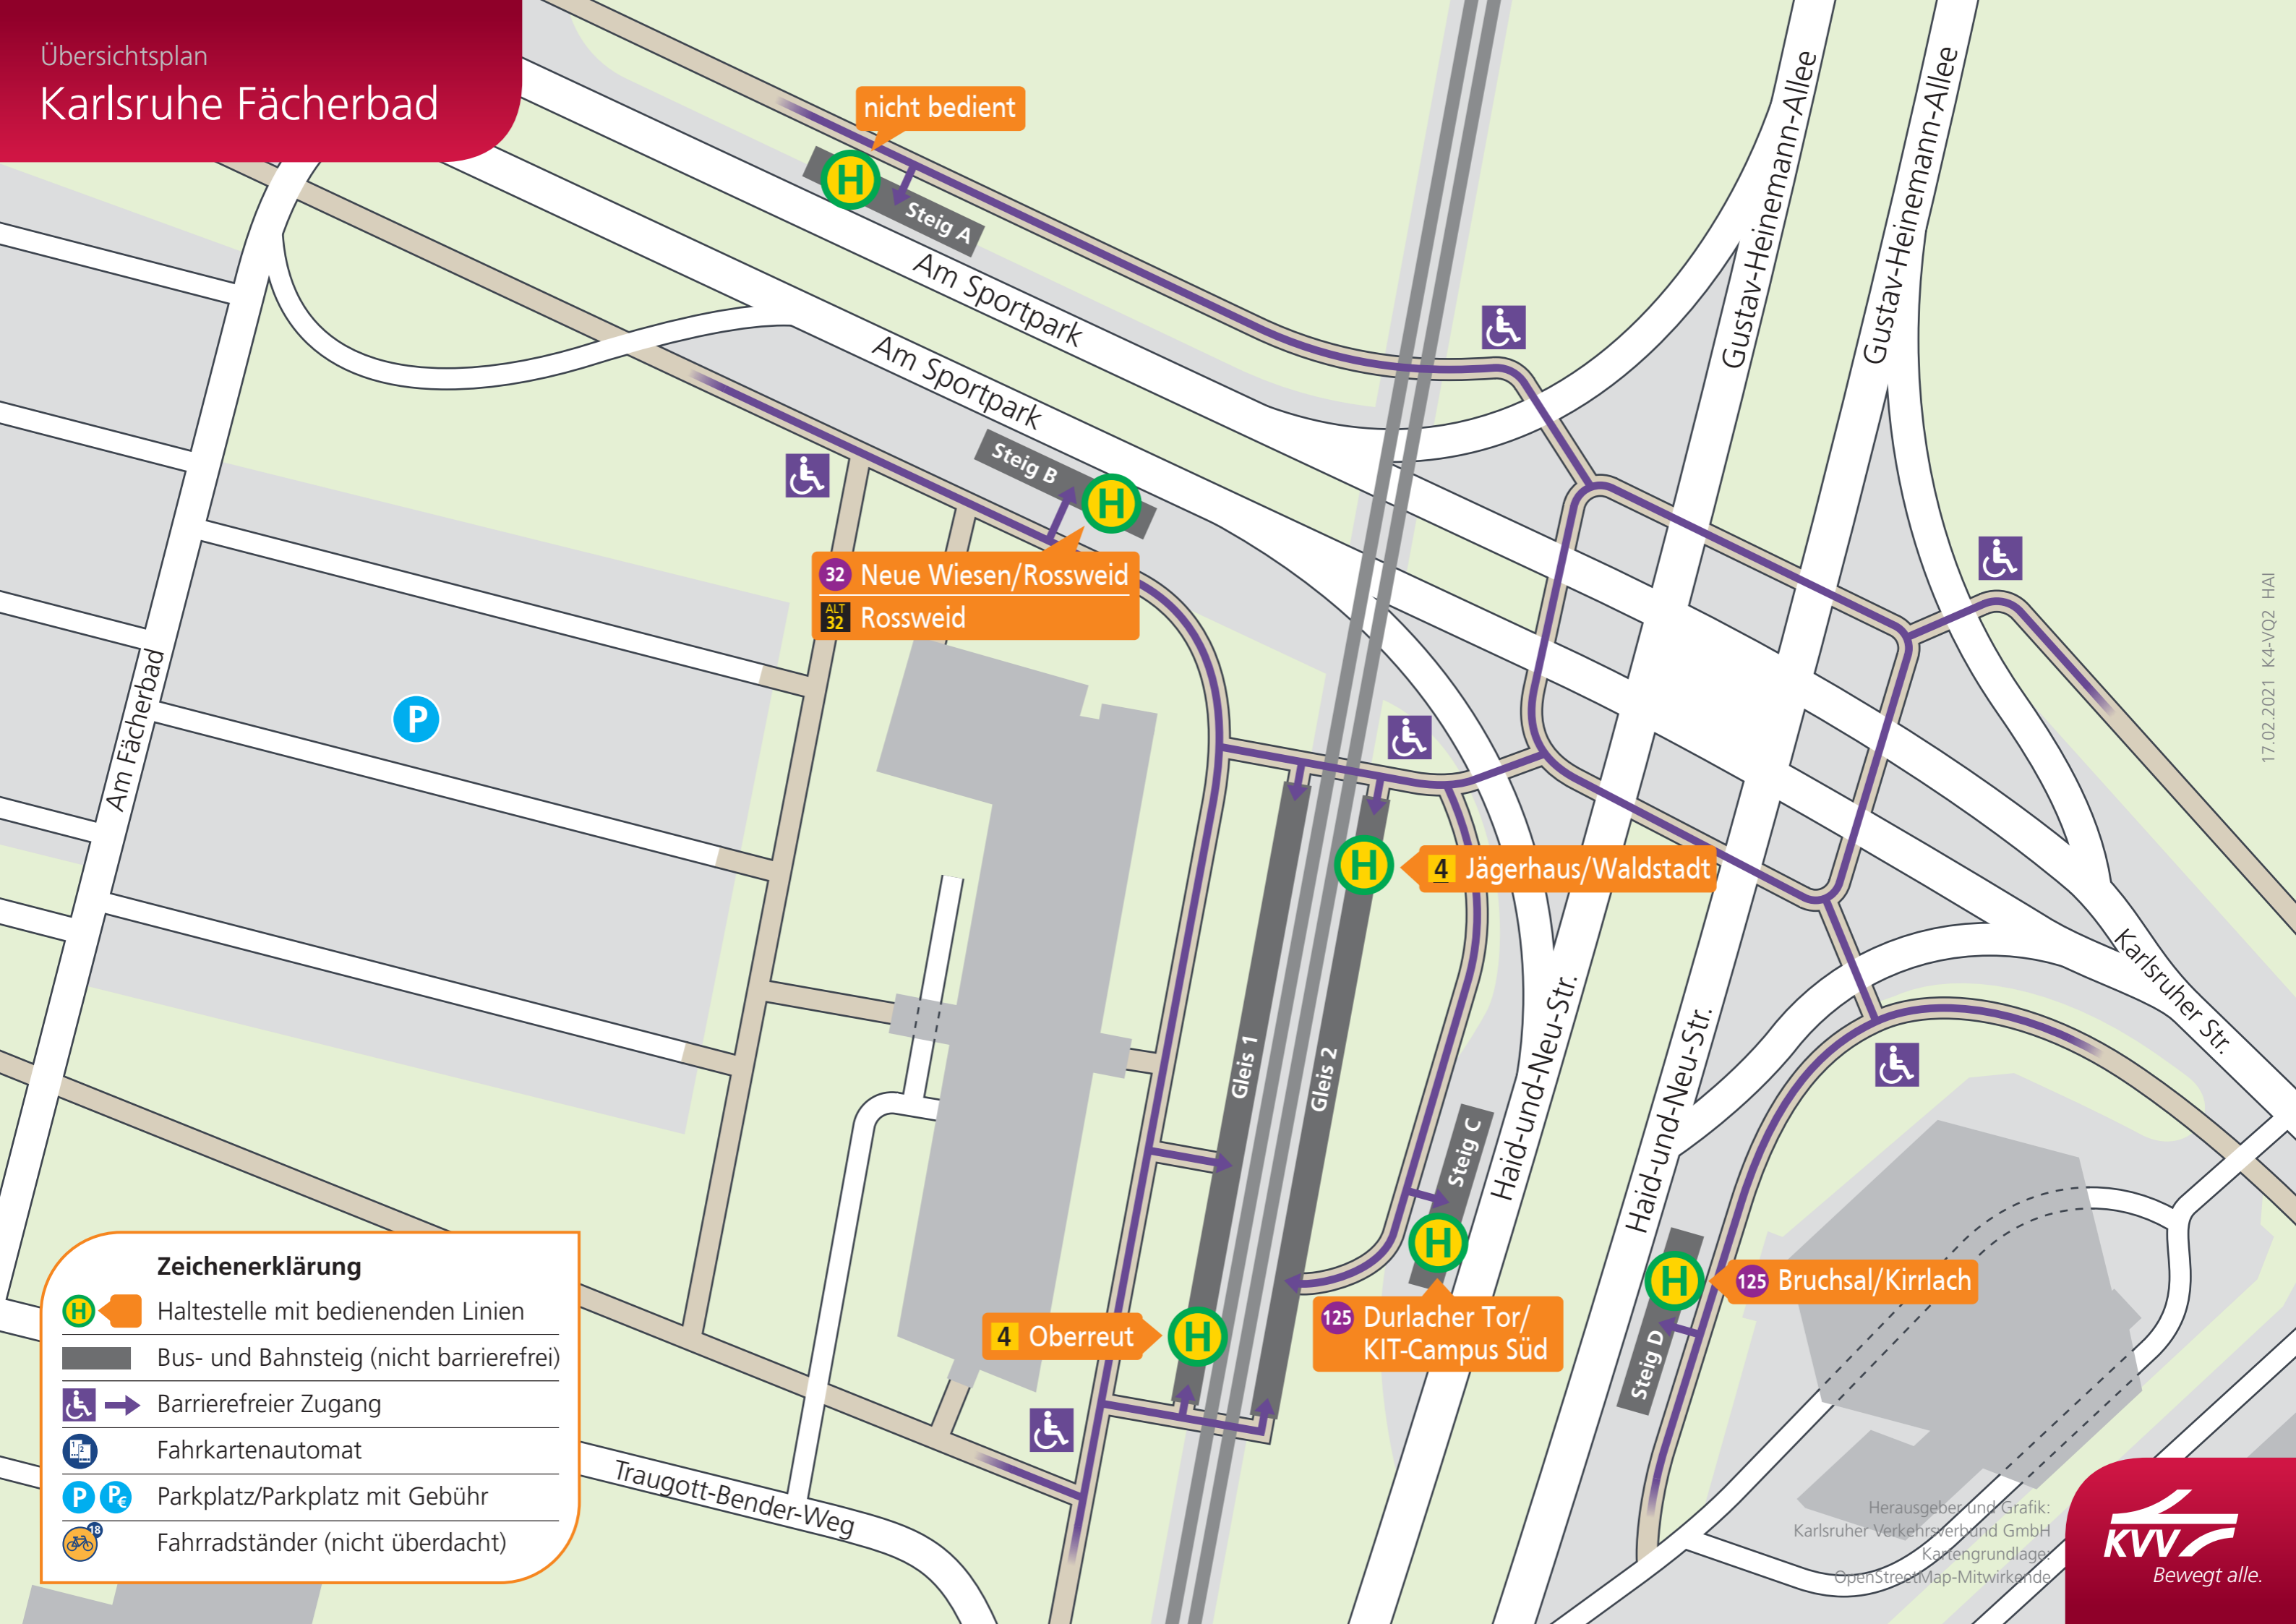 Übersichtsplan
Karlsruhe Fächerbad
nicht bedient
H
Steig A
Am Sportpark
Am Sportpark
Gustav-Heinemann-Allee
Gustav-Heinemann-Allee
Steig B
H
32 Neue Wiesen/Rossweid
ALT 32 Rossweid
17.02.2021 K4-VQ2 HAI
P
Am Fächerbad
H
4 Jägerhaus/Waldstadt
Karlsruher Str.
Gleis 1
Gleis 2
Steig C
Haid-und-Neu-Str.
Haid-und-Neu-Str.
H
H
125 Bruchsal/Kirrlach
Steig D
4 Oberreut
H
125 Durlacher Tor/
KIT-Campus Süd
Traugott-Bender-Weg
Zeichenerklärung
H Haltestelle mit bedienenden Linien
Bus- und Bahnsteig (nicht barrierefrei)
Barrierefreier Zugang
1 2 Fahrkartenautomat
P P€ Parkplatz/Parkplatz mit Gebühr
18 Fahrradständer (nicht überdacht)
Herausgeber und Grafik:
Karlsruher Verkehrsverbund GmbH
Kartengrundlage:
OpenStreetMap-Mitwirkende
KVV
Bewegt alle.